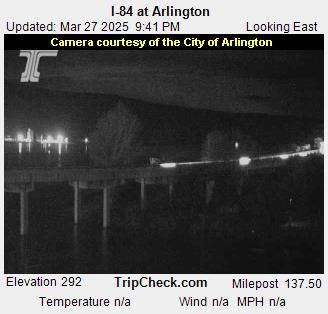 I-84 at Arlington
Updated: Mar 27 2025 9:41 PM Looking East
Camera courtesy of the City of Arlington
Elevation 292 TripCheck.com Milepost 137.50
Temperature n/a Wind n/a MPH n/a